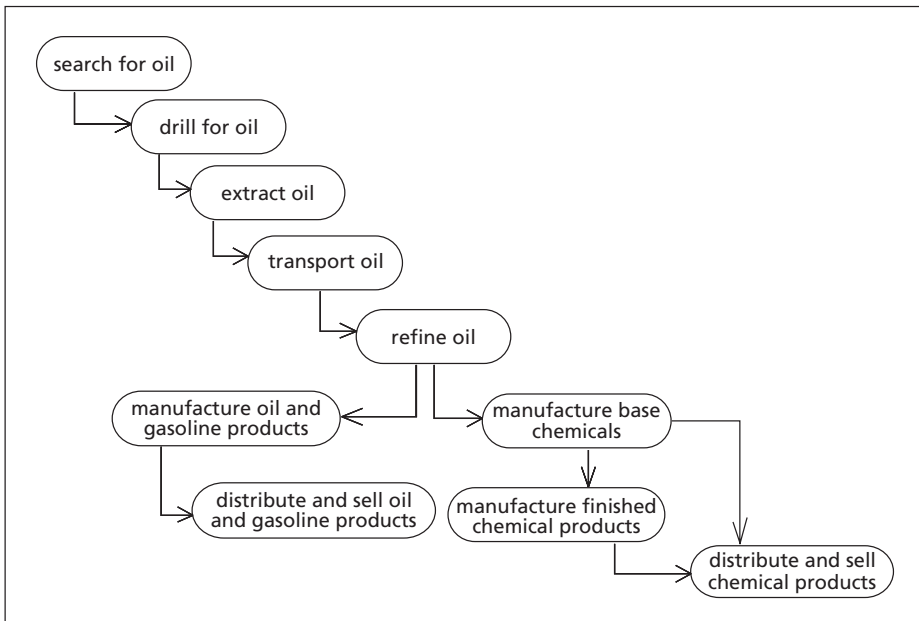 search for oil
drill for oil
extract oil
transport oil
refine oil
manufacture oil and
gasoline products
manufacture base
chemicals
distribute and sell oil
and gasoline products
manufacture finished
chemical products
distribute and sell
chemical products